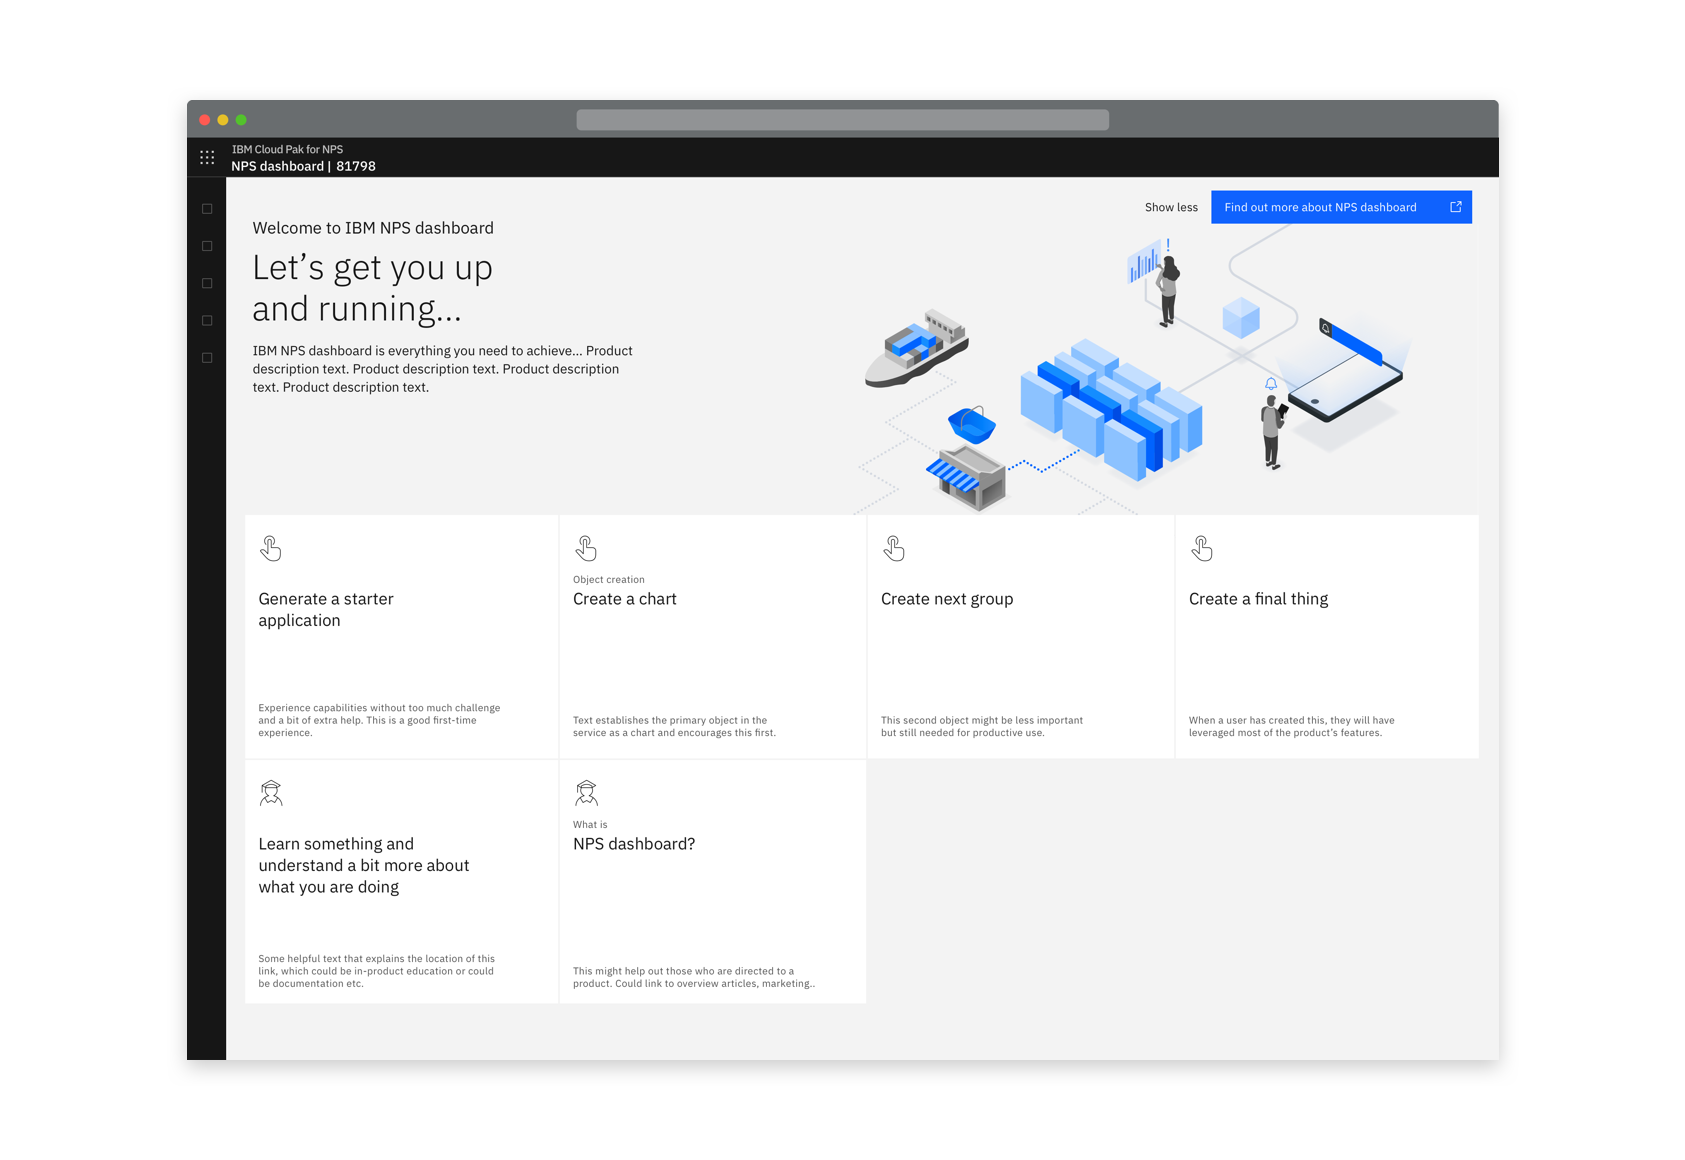 IBM Cloud Pak for NPS
NPS dashboard | 81798
Show less
Find out more about NPS dashboard
Welcome to IBM NPS dashboard
Let’s get you up
and running...
IBM NPS dashboard is everything you need to achieve... Product
description text. Product description text. Product description
text. Product description text.
!
Generate a starter
application
Experience capabilities without too much challenge
and a bit of extra help. This is a good first-time
experience.
Object creation
Create a chart
Text establishes the primary object in the
service as a chart and encourages this first.
Create next group
This second object might be less important
but still needed for productive use.
Create a final thing
When a user has created this, they will have
leveraged most of the product’s features.
Learn something and
understand a bit more about
what you are doing
Some helpful text that explains the location of this
link, which could be in-product education or could
be documentation etc.
What is
NPS dashboard?
This might help out those who are directed to a
product. Could link to overview articles, marketing..